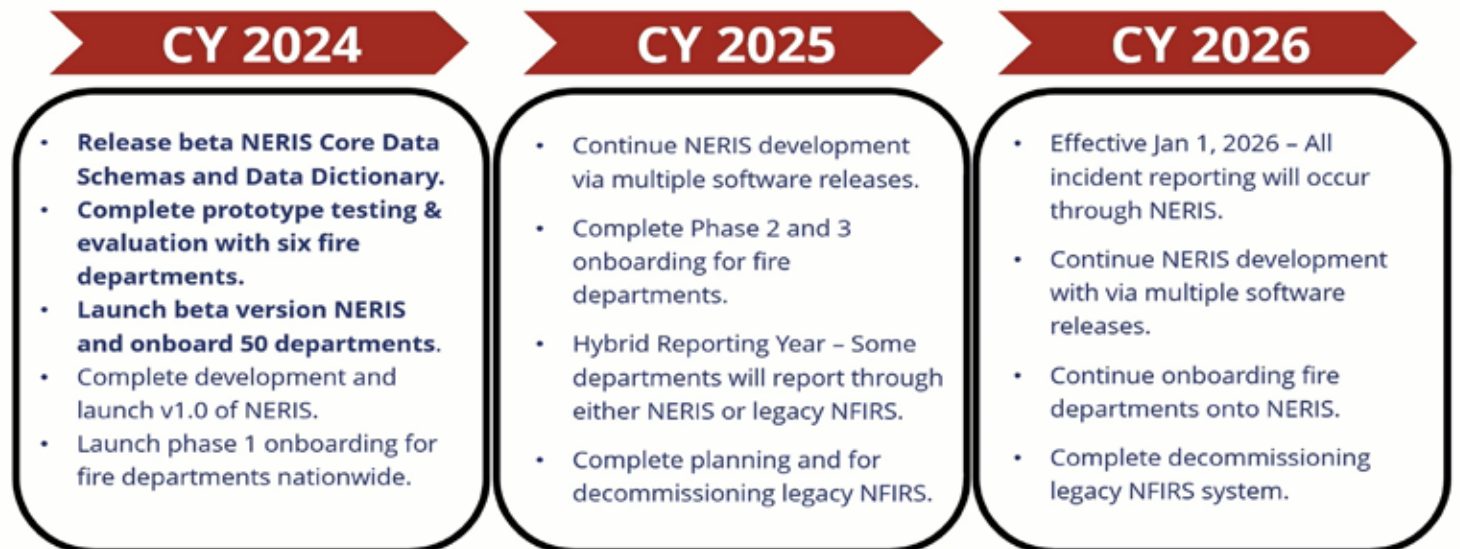 CY 2024
• Release beta NERIS Core Data
Schemas and Data Dictionary.
• Complete prototype testing &
evaluation with six fire
departments.
• Launch beta version NERIS
and onboard 50 departments.
• Complete development and
launch v1.0 of NERIS.
• Launch phase 1 onboarding for
fire departments nationwide.
CY 2025
• Continue NERIS development
via multiple software releases.
• Complete Phase 2 and 3
onboarding for fire
departments.
• Hybrid Reporting Year – Some
departments will report through
either NERIS or legacy NFIRS.
• Complete planning and for
decommissioning legacy NFIRS.
CY 2026
• Effective Jan 1, 2026 – All
incident reporting will occur
through NERIS.
• Continue NERIS development
with via multiple software
releases.
• Continue onboarding fire
departments onto NERIS.
• Complete decommissioning
legacy NFIRS system.